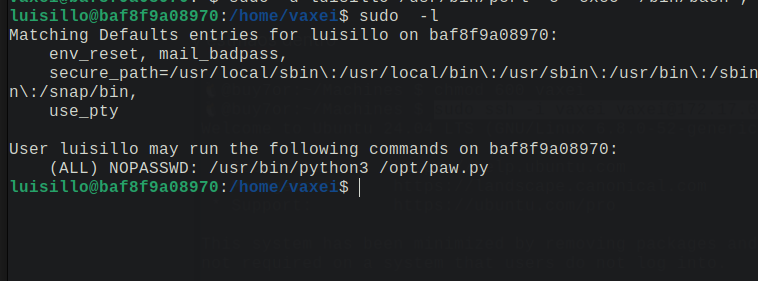 luisillo@baf8f9a08970:/home/vaxei$ sudo  -l
Matching Defaults entries for luisillo on baf8f9a08970:
    env_reset, mail_badpass,
    secure_path=/usr/local/sbin\:/usr/local/bin\:/usr/sbin\:/usr/bin\:/sbin
n\:/snap/bin,
    use_pty

User luisillo may run the following commands on baf8f9a08970:
    (ALL) NOPASSWD: /usr/bin/python3 /opt/paw.py
luisillo@baf8f9a08970:/home/vaxei$